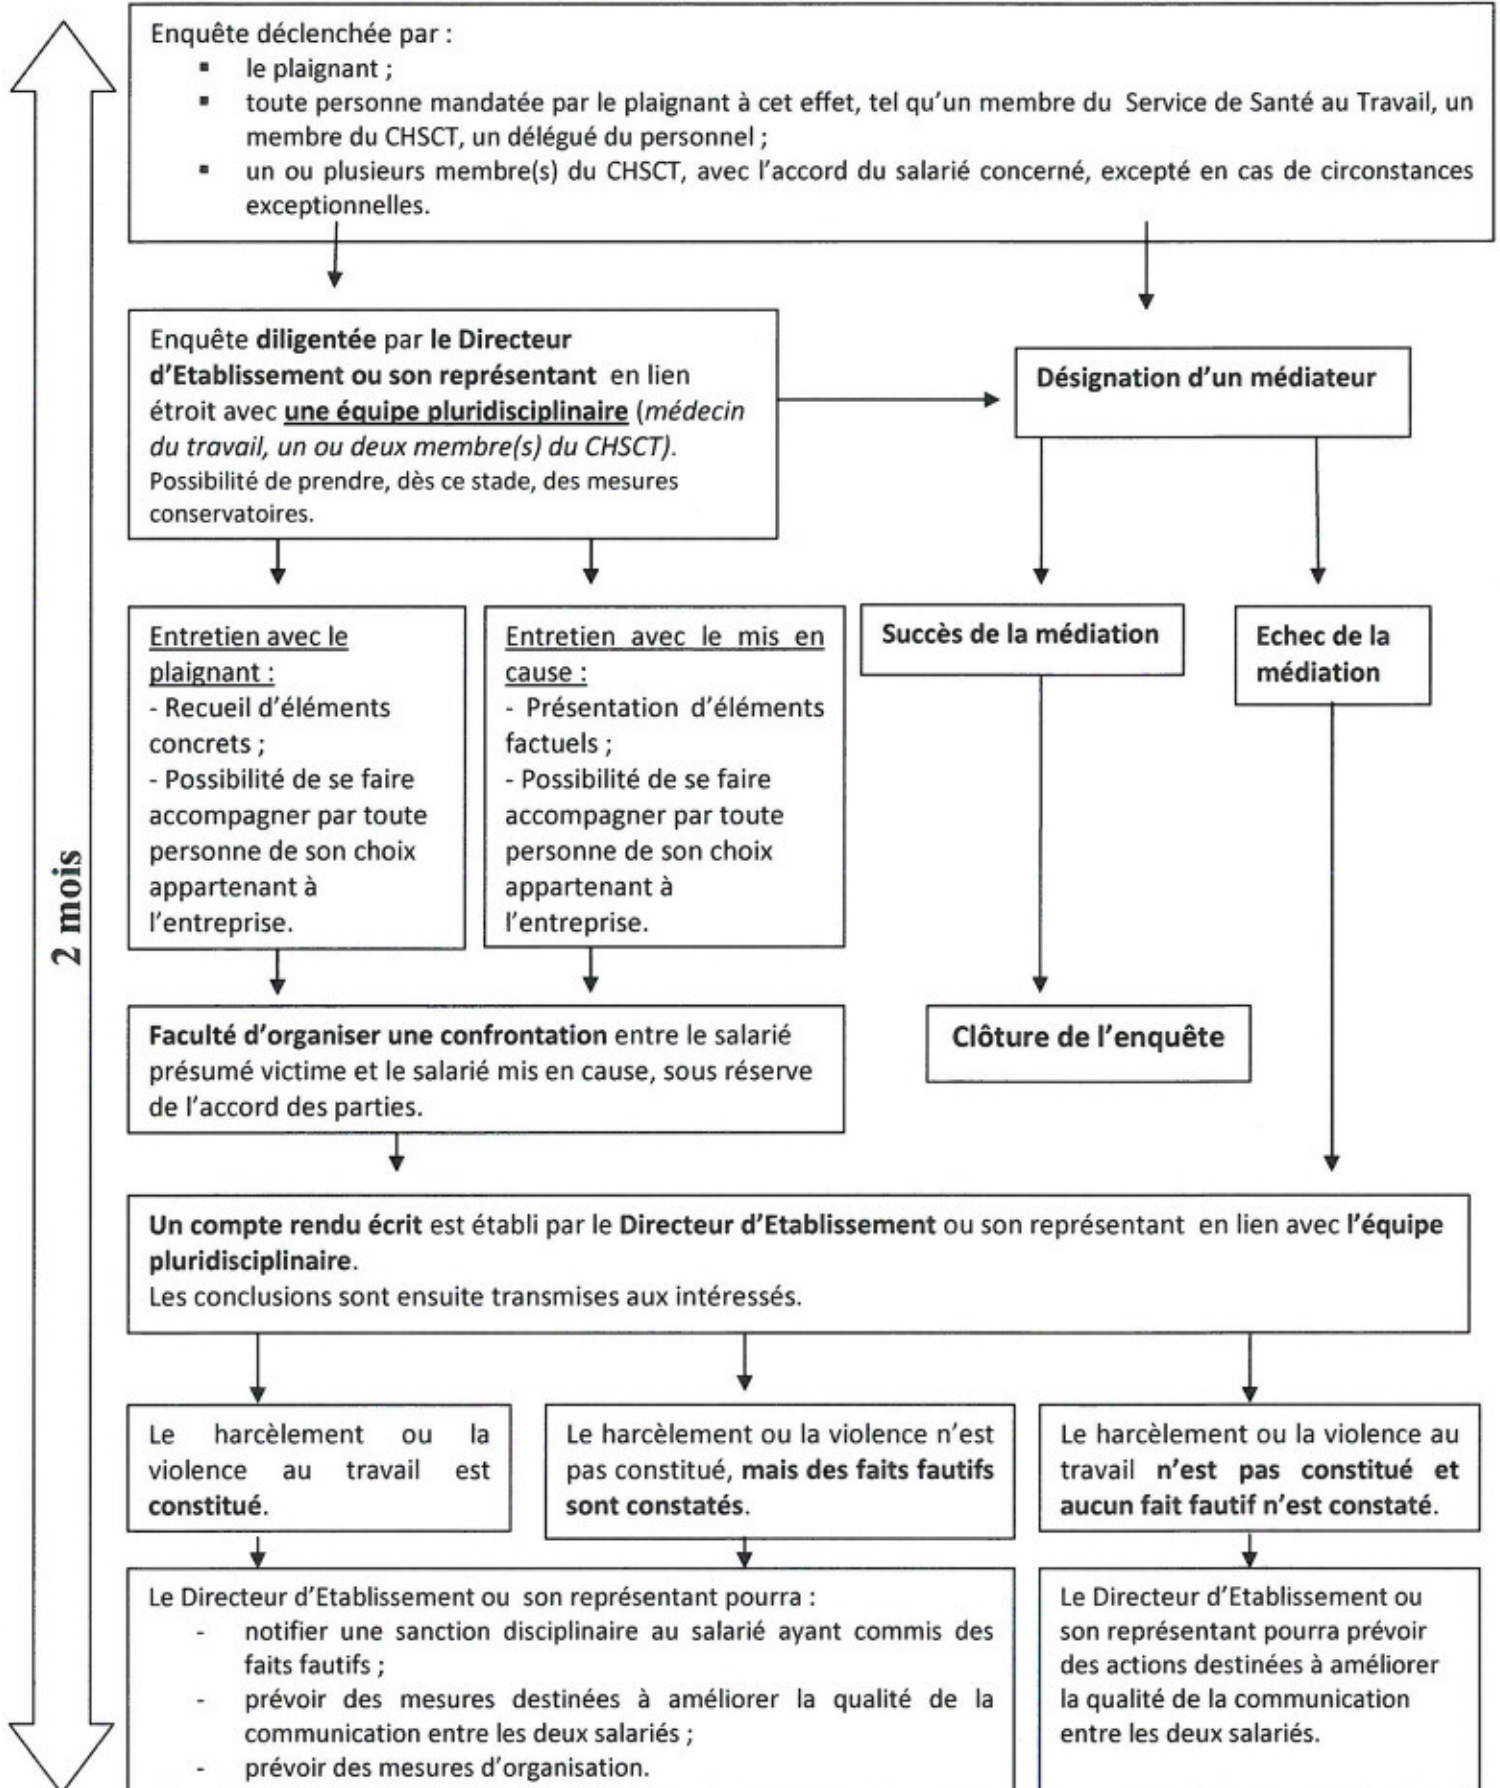 Enquête déclenchée par :
▪ le plaignant ;
▪ toute personne mandatée par le plaignant à cet effet, tel qu'un membre du Service de Santé au Travail, un
membre du CHSCT, un délégué du personnel ;
▪ un ou plusieurs membre(s) du CHSCT, avec l'accord du salarié concerné, excepté en cas de circonstances
exceptionnelles.
Enquête diligentée par le Directeur
d'Etablissement ou son représentant en lien
étroit avec une équipe pluridisciplinaire (médecin
du travail, un ou deux membre(s) du CHSCT).
Possibilité de prendre, dès ce stade, des mesures
conservatoires.
Désignation d'un médiateur
Entretien avec le
plaignant :
- Recueil d'éléments
concrets ;
- Possibilité de se faire
accompagner par toute
personne de son choix
appartenant à
l'entreprise.
Entretien avec le mis en
cause :
- Présentation d'éléments
factuels ;
- Possibilité de se faire
accompagner par toute
personne de son choix
appartenant à
l'entreprise.
Succès de la médiation
Echec de la
médiation
2 mois
Faculté d'organiser une confrontation entre le salarié
présumé victime et le salarié mis en cause, sous réserve
de l'accord des parties.
Clôture de l'enquête
Un compte rendu écrit est établi par le Directeur d'Etablissement ou son représentant en lien avec l'équipe
pluridisciplinaire.
Les conclusions sont ensuite transmises aux intéressés.
Le harcèlement ou la
violence au travail est
constitué.
Le harcèlement ou la violence n'est
pas constitué, mais des faits fautifs
sont constatés.
Le harcèlement ou la violence au
travail n'est pas constitué et
aucun fait fautif n'est constaté.
Le Directeur d'Etablissement ou son représentant pourra :
- notifier une sanction disciplinaire au salarié ayant commis des
faits fautifs ;
- prévoir des mesures destinées à améliorer la qualité de la
communication entre les deux salariés ;
- prévoir des mesures d'organisation.
Le Directeur d'Etablissement ou
son représentant pourra prévoir
des actions destinées à améliorer
la qualité de la communication
entre les deux salariés.